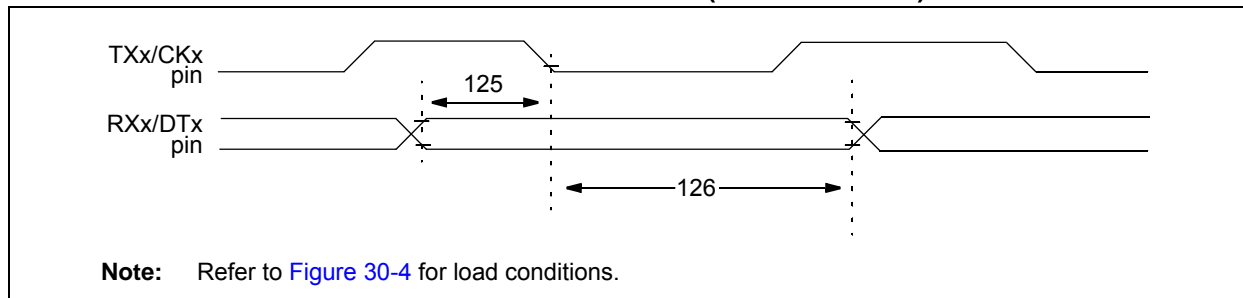 TXx/CKx
pin
125
RXx/DTx
pin
126
Note: Refer to Figure 30-4 for load conditions.